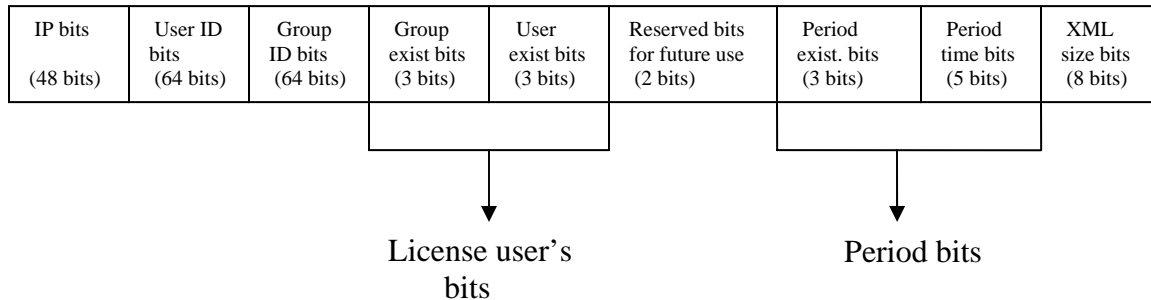 IP bits
(48 bits)
User ID
bits
(64 bits)
Group
ID bits
(64 bits)
Group
exist bits
(3 bits)
User
exist bits
(3 bits)
Reserved bits
for future use
(2 bits)
Period
exist. bits
(3 bits)
Period
time bits
(5 bits)
XML
size bits
(8 bits)
License user’s
bits
Period bits